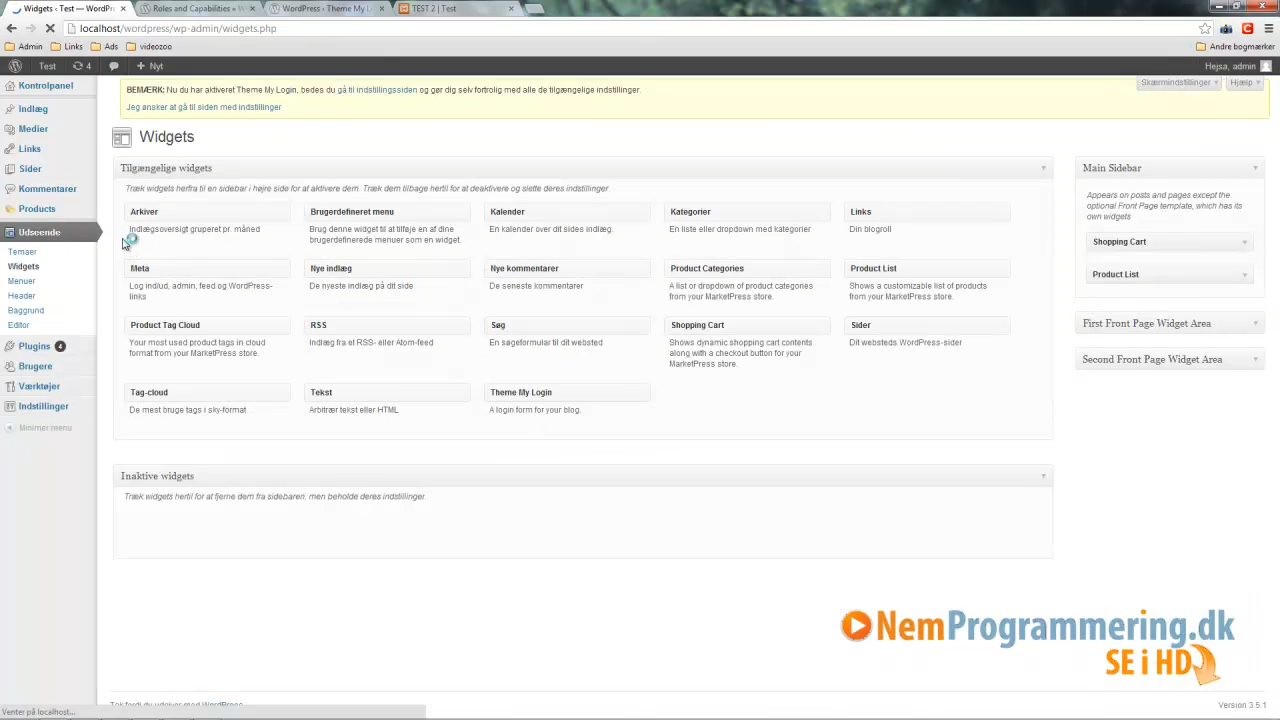 Widgets ‹ Test — WordPr
Roles and Capabilities « W
WordPress › Theme My L
TEST 2 | Test
localhost/wordpress/wp-admin/widgets.php
Admin
Links
Ads
videozoo
Andre bogmærker
Test
4
Nyt
Hejsa, admin
Kontrolpanel
Indlæg
Medier
Links
Sider
Kommentarer
Products
Udseende
Temaer
Widgets
Menuer
Header
Baggrund
Editor
Plugins 4
Brugere
Værktøjer
Indstillinger
Minimér menu
BEMÆRK: Nu du har aktiveret Theme My Login, bedes du gå til indstillingssiden og gør dig selv fortrolig med alle de tilgængelige indstillinger.
Jeg ønsker at gå til siden med indstillinger
Skærmindstillinger
Hjælp
Widgets
Tilgængelige widgets
Træk widgets herfra til en sidebar i højre side for at aktivere dem. Træk dem tilbage hertil for at deaktivere og slette deres indstillinger.
Arkiver
Indlægsoversigt grupperet pr. måned
Brugerdefineret menu
Brug denne widget til at tilføje en af dine
brugerdefinerede menuer som en widget.
Kalender
En kalender over dit sides indlæg.
Kategorier
En liste eller dropdown med kategorier
Links
Din blogroll
Meta
Log ind/ud, admin, feed og WordPress-
links
Nye indlæg
De nyeste indlæg på dit side
Nye kommentarer
De seneste kommentarer
Product Categories
A list or dropdown of product categories
from your MarketPress store.
Product List
Shows a customizable list of products
from your MarketPress store.
Product Tag Cloud
Your most used product tags in cloud
format from your MarketPress store.
RSS
Indlæg fra et RSS- eller Atom-feed
Søg
En søgeformular til dit websted
Shopping Cart
Shows dynamic shopping cart contents
along with a checkout button for your
MarketPress store.
Sider
Dit websteds WordPress-sider
Tag-cloud
De mest bruge tags i sky-format
Tekst
Arbitrær tekst eller HTML
Theme My Login
A login form for your blog.
Inaktive widgets
Træk widgets hertil for at fjerne dem fra sidebaren, men beholde deres indstillinger.
Main Sidebar
Appears on posts and pages except the
optional Front Page template, which has its
own widgets
Shopping Cart
Product List
First Front Page Widget Area
Second Front Page Widget Area
NemProgrammering.dk
SE i HD
Tak fordi du udgiver med WordPress.
Version 3.5.1
Venter på localhost...